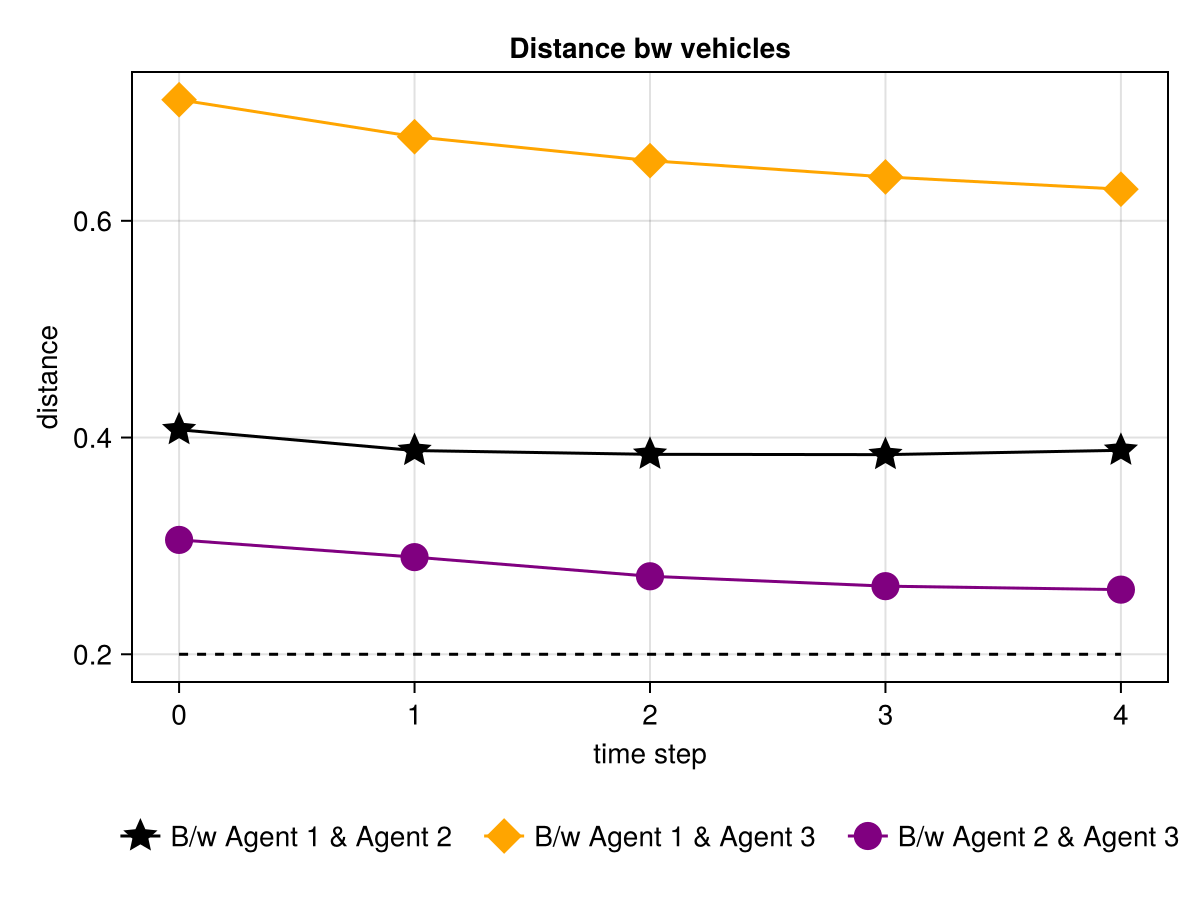 Distance bw vehicles
0.6
0.4
0.2
distance
0 1 2 3 4
time step
B/w Agent 1 & Agent 2 B/w Agent 1 & Agent 3 B/w Agent 2 & Agent 3